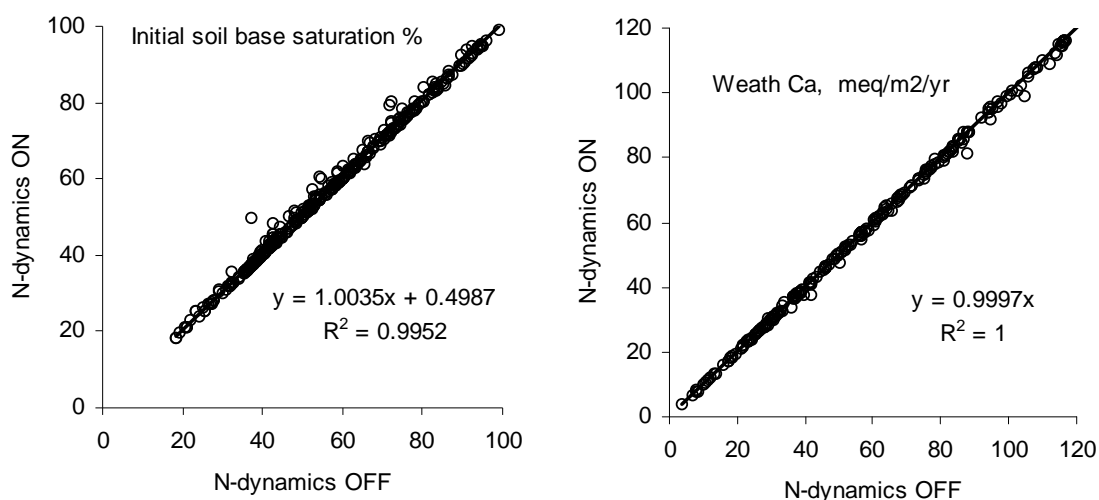 Initial soil base saturation %
N-dynamics ON
100
80
60
40
20
0
y = 1.0035x + 0.4987
R² = 0.9952
0 20 40 60 80 100
N-dynamics OFF
Weath Ca, meq/m2/yr
N-dynamics ON
120
100
80
60
40
20
0
y = 0.9997x
R² = 1
0 20 40 60 80 100 120
N-dynamics OFF